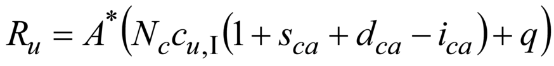 R_u = A^*(N_c c_{u,I}(1 + s_{ca} + d_{ca} − i_{ca}) + q)